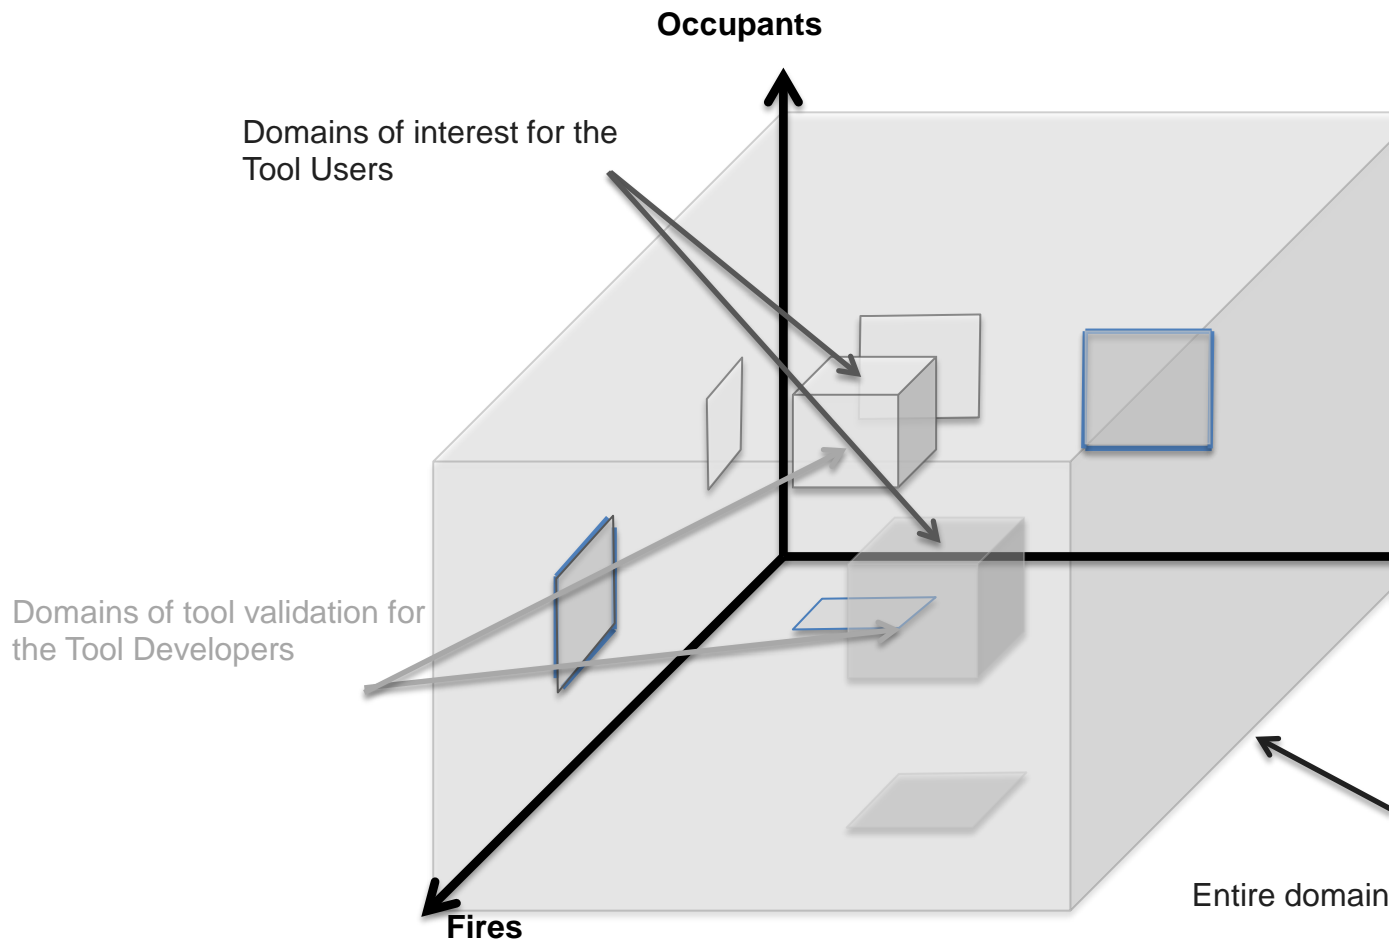 Occupants
Domains of interest for the
Tool Users
Domains of tool validation for
the Tool Developers
Entire domain
Fires